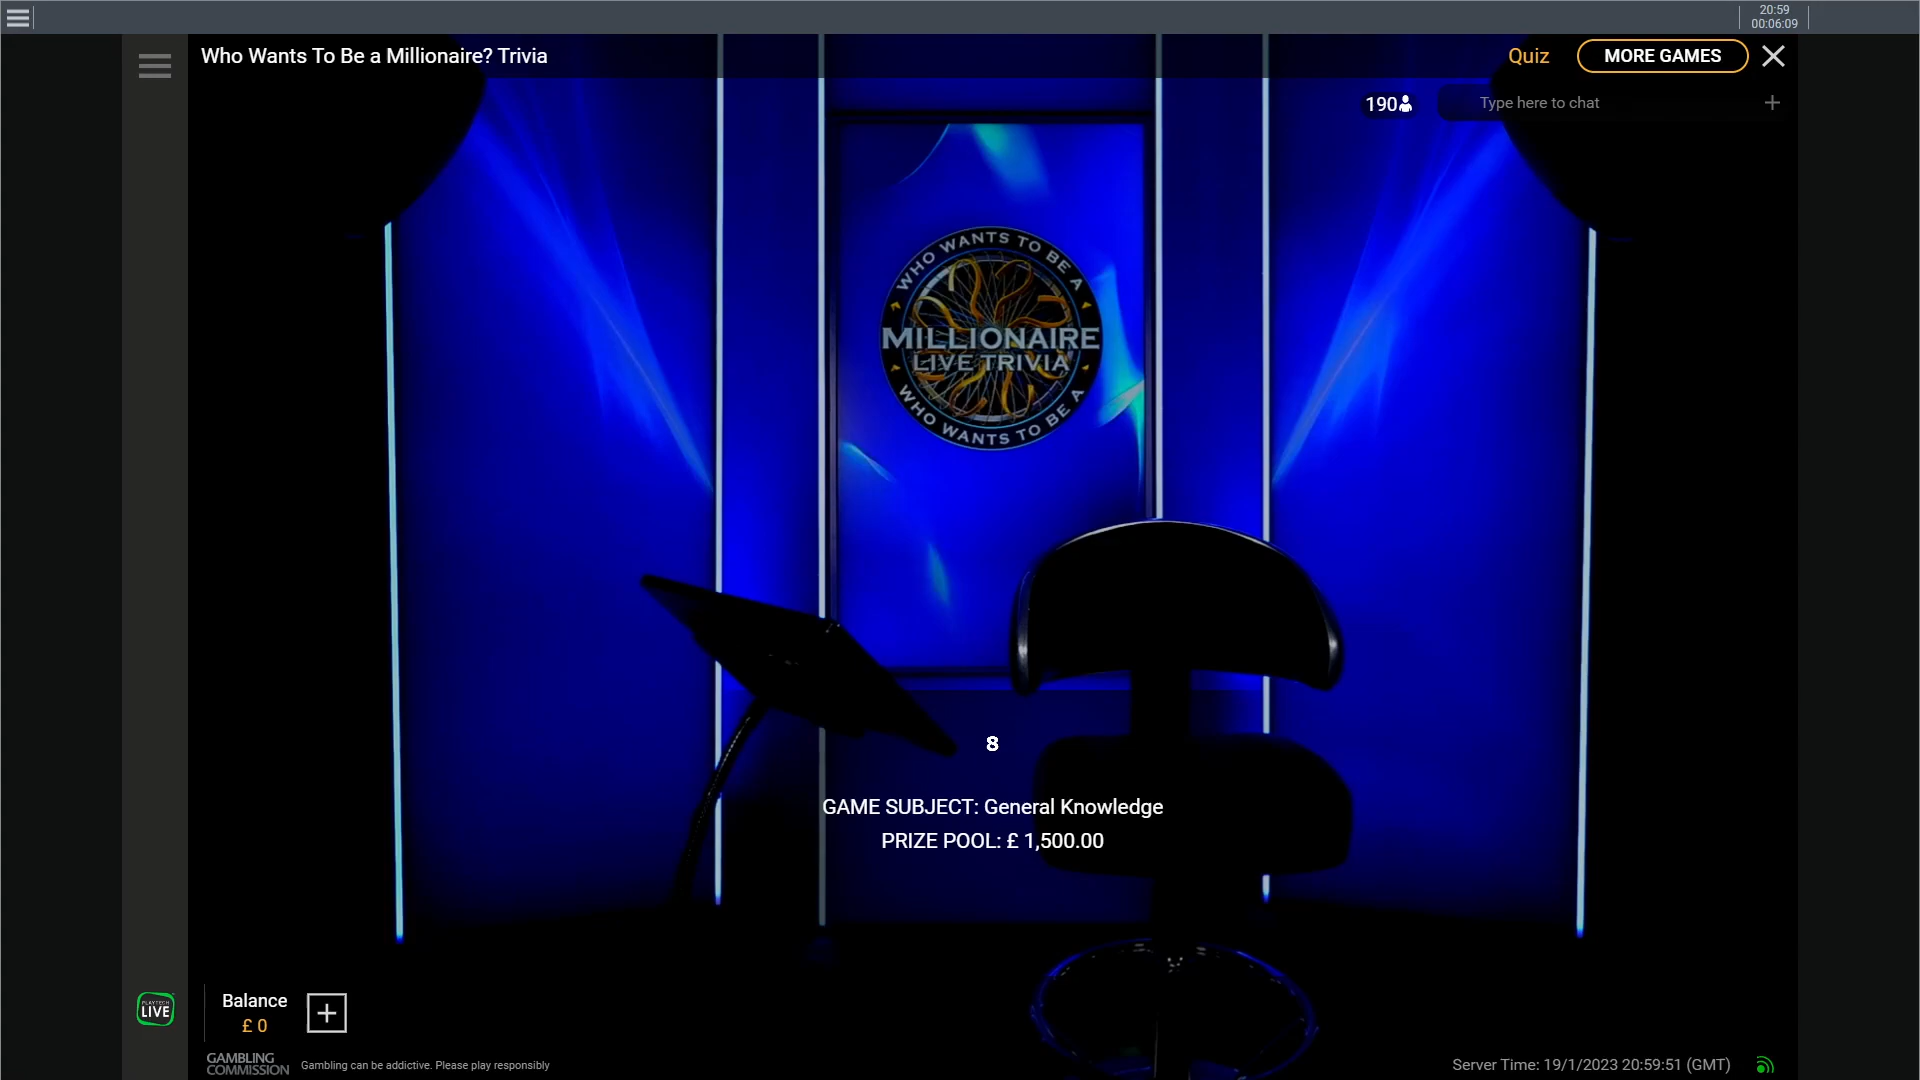 20:59
00:06:09
Who Wants To Be a Millionaire? Trivia
Quiz
MORE GAMES
190
Type here to chat
WHO WANTS TO BE A
MILLIONAIRE
LIVE TRIVIA
WHO WANTS TO BE A
8
GAME SUBJECT: General Knowledge
PRIZE POOL: £ 1,500.00
PLAYTECH
LIVE
Balance
£ 0
GAMBLING
COMMISSION
Gambling can be addictive. Please play responsibly
Server Time: 19/1/2023 20:59:51 (GMT)